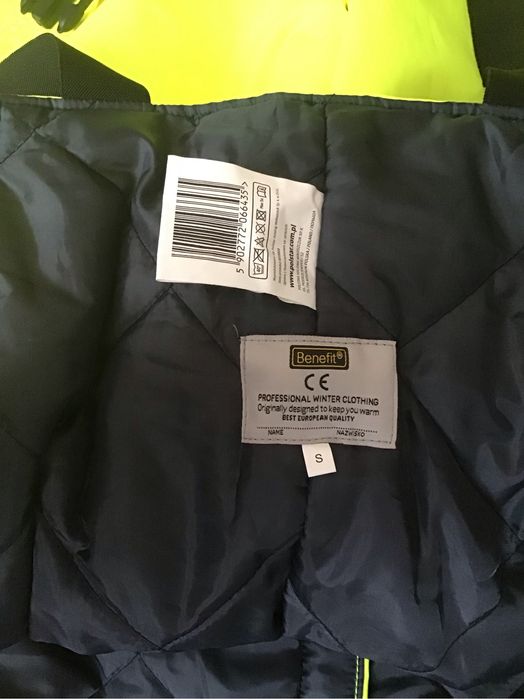 5 902772 066435 >
www.polstar.com.pl
Benefit®
CE
PROFESSIONAL WINTER CLOTHING
Originally designed to keep you warm
BEST EUROPEAN QUALITY
NAME NAZWISKO
S